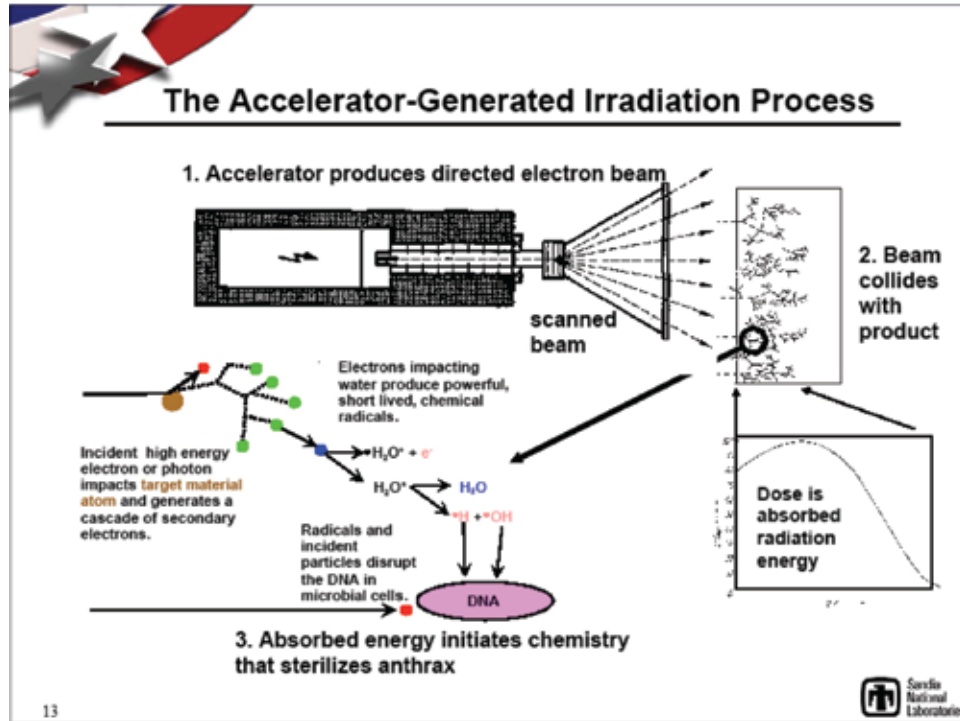 The Accelerator-Generated Irradiation Process
1. Accelerator produces directed electron beam
scanned
beam
2. Beam
collides
with
product
Electrons impacting
water produce powerful,
short lived, chemical
radicals.
Incident high energy
electron or photon
impacts target material
atom and generates a
cascade of secondary
electrons.
H₂O⁺ + e⁻
H₂O*
H₂O
•H + •OH
Radicals and
incident
particles disrupt
the DNA in
microbial cells.
DNA
Dose is
absorbed
radiation
energy
3. Absorbed energy initiates chemistry
that sterilizes anthrax
13
Sandia
National
Laboratories